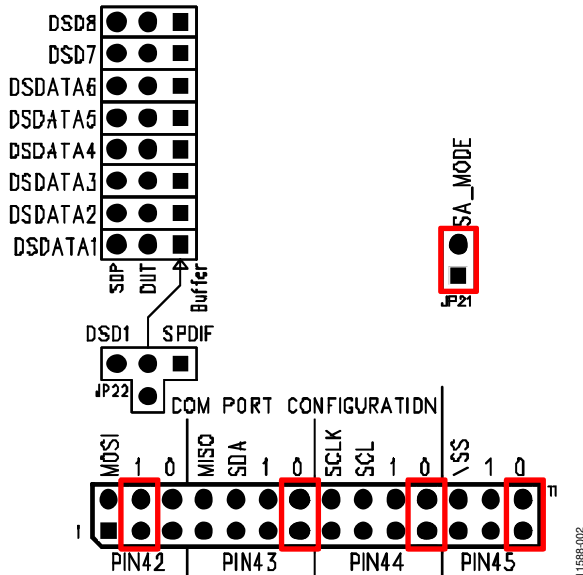 DSD8
DSD7
DSDATA6
DSDATA5
DSDATA4
DSDATA3
DSDATA2
DSDATA1
SDP DUT Buffer
SA_MODE
JP21
DSD1 SPDIF
JP22
COM PORT CONFIGURATION
MOSI 1 0 MISO SDA 1 0 SCLK SCL 1 0 \SS 1 0
1
PIN42 PIN43 PIN44 PIN45
11588-002